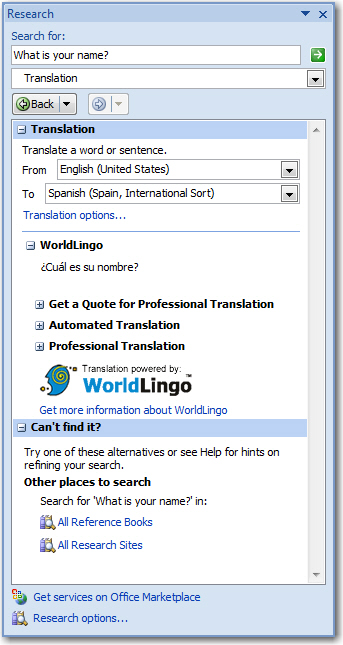 Research
Search for:
What is your name?
Translation
Back
Translation
Translate a word or sentence.
From English (United States)
To Spanish (Spain, International Sort)
Translation options...
WorldLingo
¿Cuál es su nombre?
Get a Quote for Professional Translation
Automated Translation
Professional Translation
Translation powered by:
WorldLingo™
Get more information about WorldLingo
Can't find it?
Try one of these alternatives or see Help for hints on
refining your search.
Other places to search
Search for 'What is your name?' in:
All Reference Books
All Research Sites
Get services on Office Marketplace
Research options...